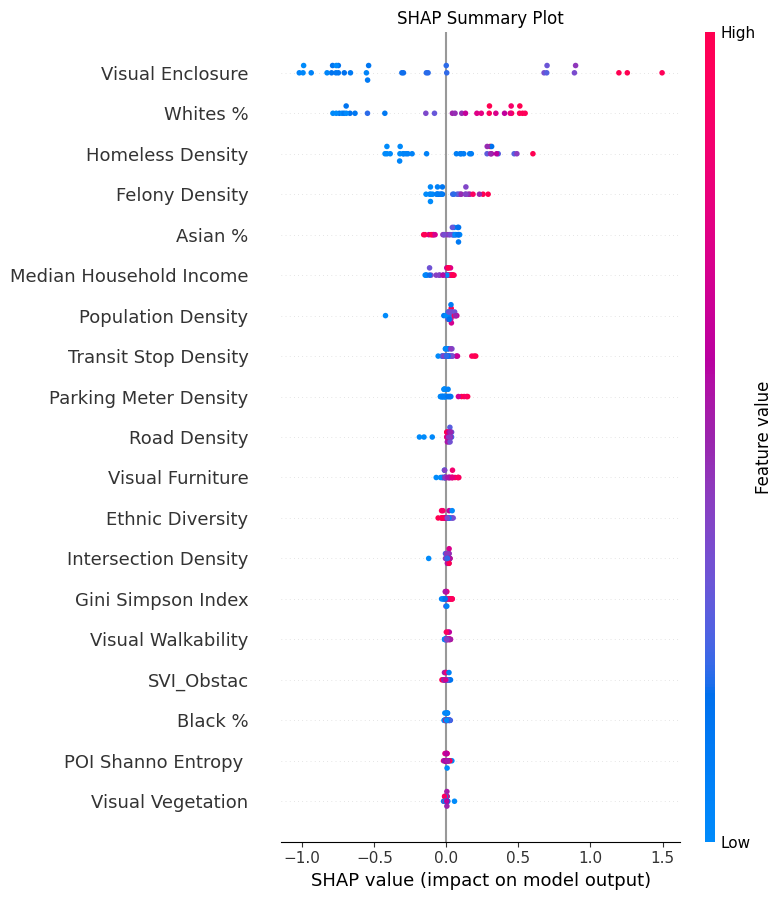 SHAP Summary Plot
High
Visual Enclosure
Whites %
Homeless Density
Felony Density
Asian %
Median Household Income
Population Density
Transit Stop Density
Parking Meter Density
Road Density
Visual Furniture
Ethnic Diversity
Intersection Density
Gini Simpson Index
Visual Walkability
SVI_Obstac
Black %
POI Shanno Entropy
Visual Vegetation
Feature value
Low
−1.0 −0.5 0.0 0.5 1.0 1.5
SHAP value (impact on model output)